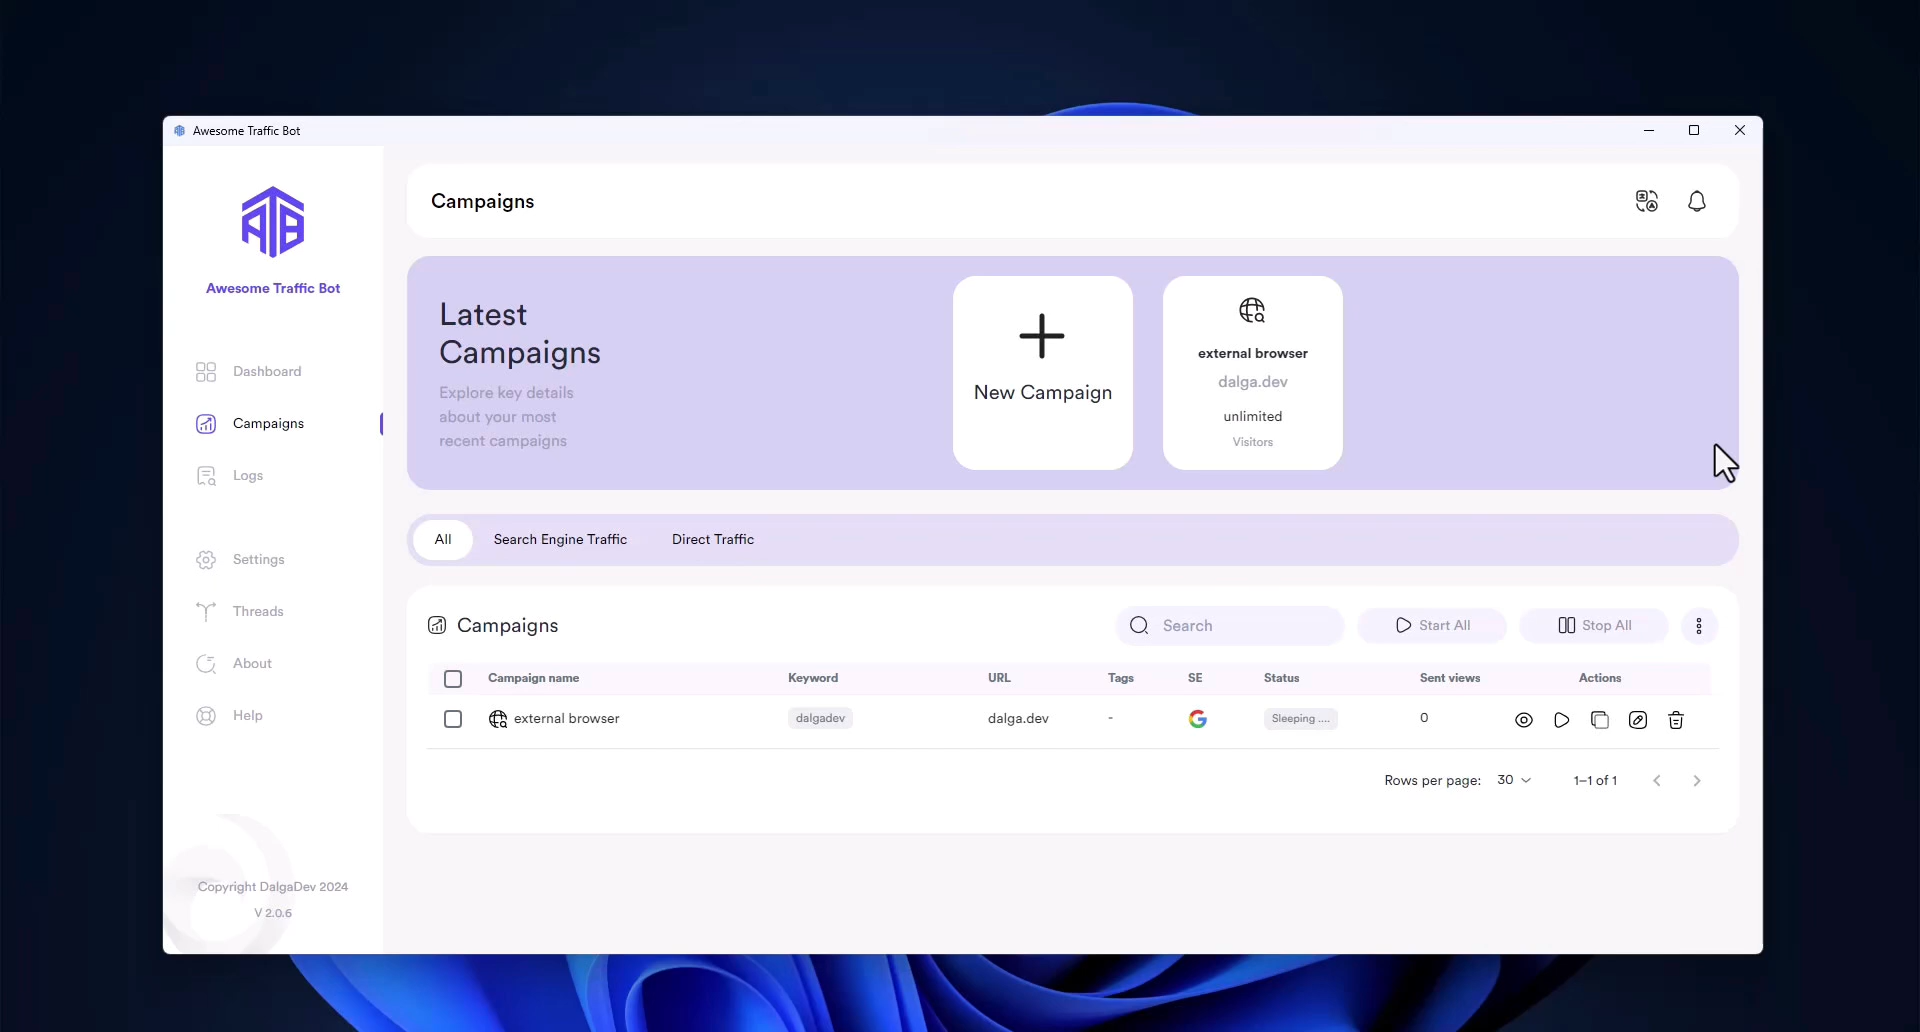 Awesome Traffic Bot
ATB
Awesome Traffic Bot
Dashboard
Campaigns
Logs
Settings
Threads
About
Help
Copyright DalgaDev 2024
V 2.0.6
Campaigns
Latest
Campaigns
Explore key details
about your most
recent campaigns
New Campaign
external browser
dalga.dev
unlimited
Visitors
All Search Engine Traffic Direct Traffic
Campaigns Search Start All Stop All
Campaign name Keyword URL Tags SE Status Sent views Actions
external browser dalgadev dalga.dev - G Sleeping .... 0
Rows per page: 30 1–1 of 1